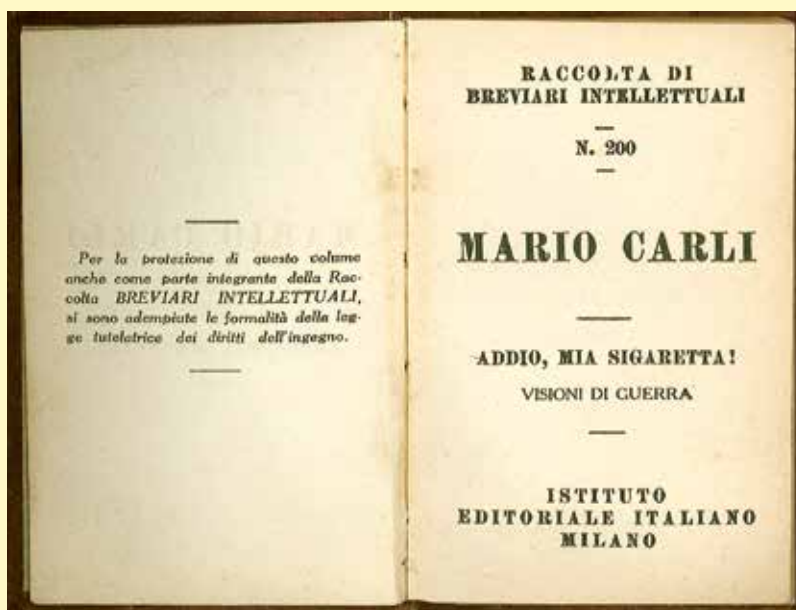 Per la protezione di questo volume
anche come parte integrante della Rac-
colta BREVIARI INTELLETTUALI,
si sono adempiute le formalità della leg-
ge tutelatrice dei diritti dell'ingegno.
RACCOLTA DI
BREVIARI INTELLETTUALI
N. 200
MARIO CARLI
ADDIO, MIA SIGARETTA!
VISIONI DI GUERRA
ISTITUTO
EDITORIALE ITALIANO
MILANO